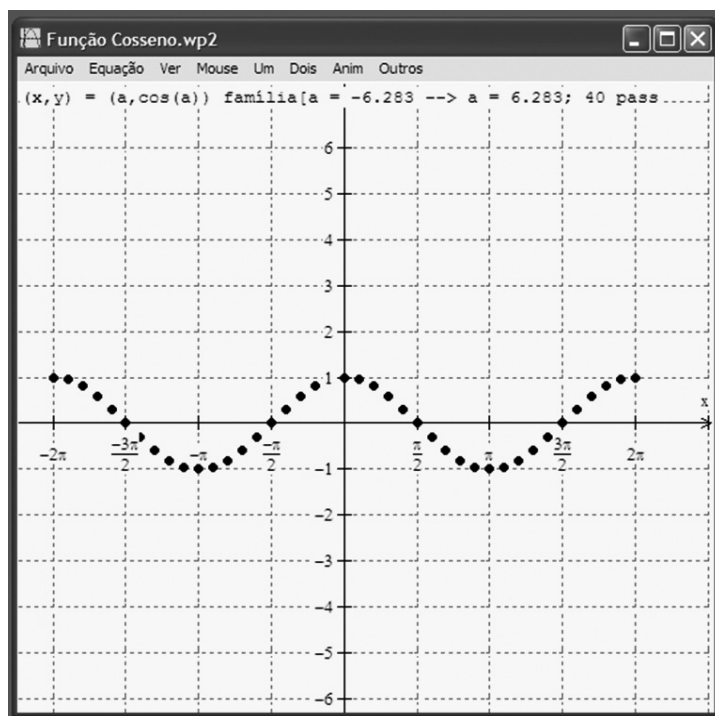 Função Cosseno.wp2
Arquivo Equação Ver Mouse Um Dois Anim Outros
(x,y) = (a,cos(a)) família[a = -6.283 --> a = 6.283; 40 pass
6
5
4
3
2
1
x
-2π -3π/2 -π -π/2 π/2 π 3π/2 2π
-1
-2
-3
-4
-5
-6